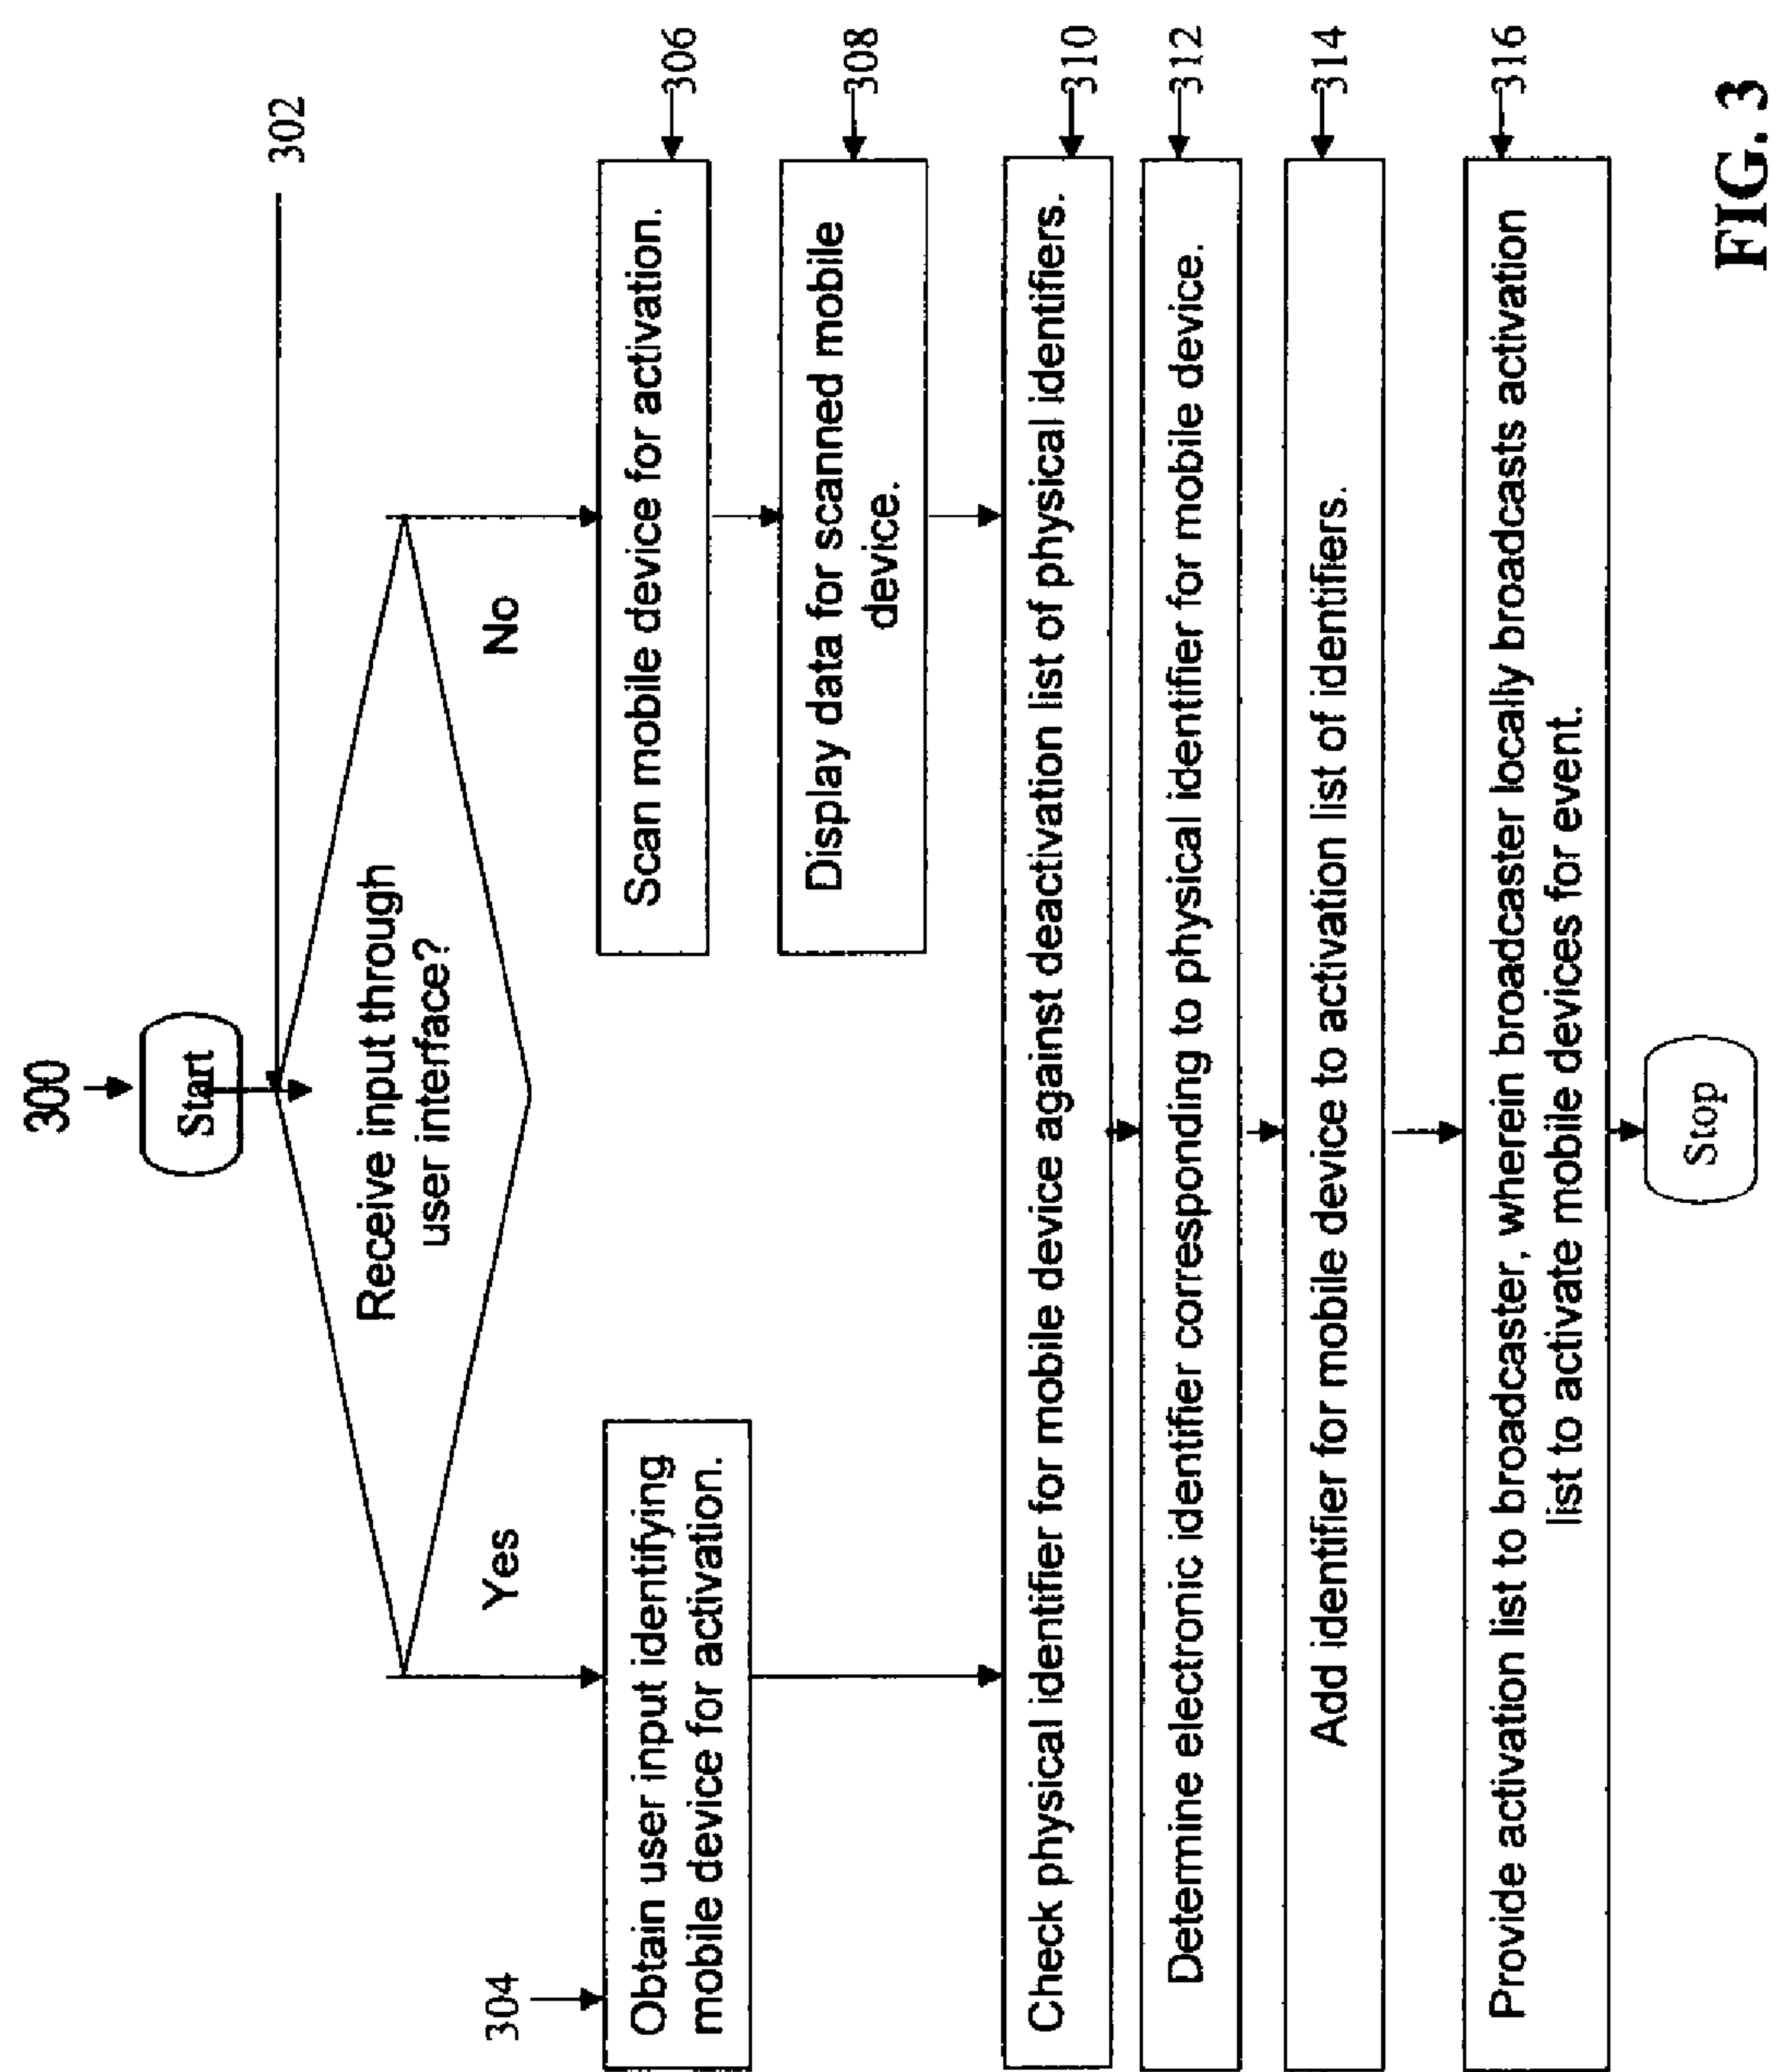 300
Start
302
Receive input through
user interface?
Yes
No
304
Obtain user input identifying
mobile device for activation.
Scan mobile device for activation.
306
Display data for scanned mobile
device.
308
Check physical identifier for mobile device against deactivation list of physical identifiers.
310
Determine electronic identifier corresponding to physical identifier for mobile device.
312
Add identifier for mobile device to activation list of identifiers.
314
Provide activation list to broadcaster, wherein broadcaster locally broadcasts activation
list to activate mobile devices for event.
316
Stop
FIG. 3